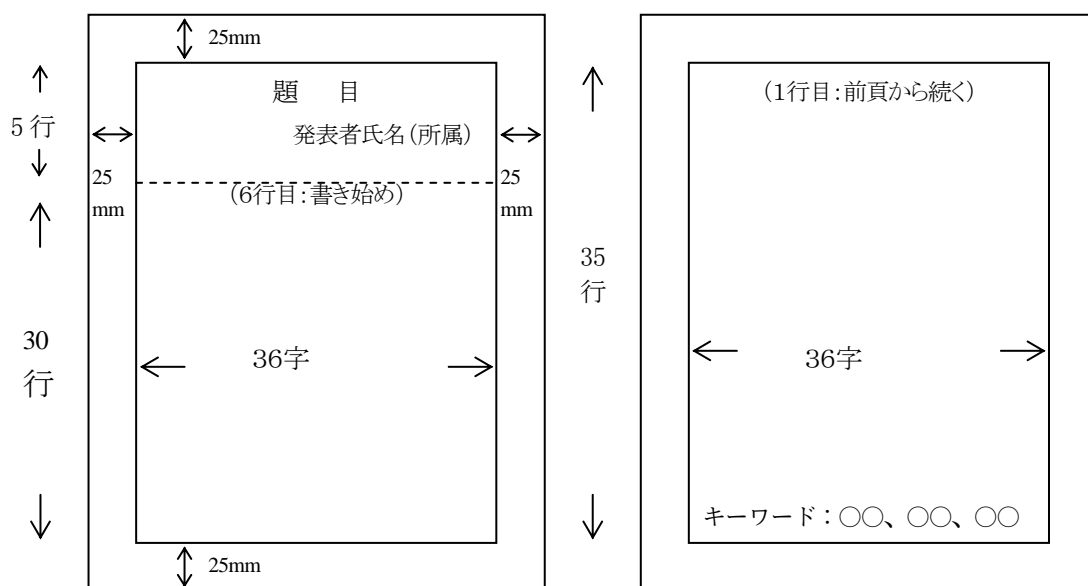 25mm
題　目
5行
発表者氏名(所属)
25
mm
25
mm
(6行目:書き始め)
30
行
36字
25mm
(1行目:前頁から続く)
35
行
36字
キーワード：○○、○○、○○